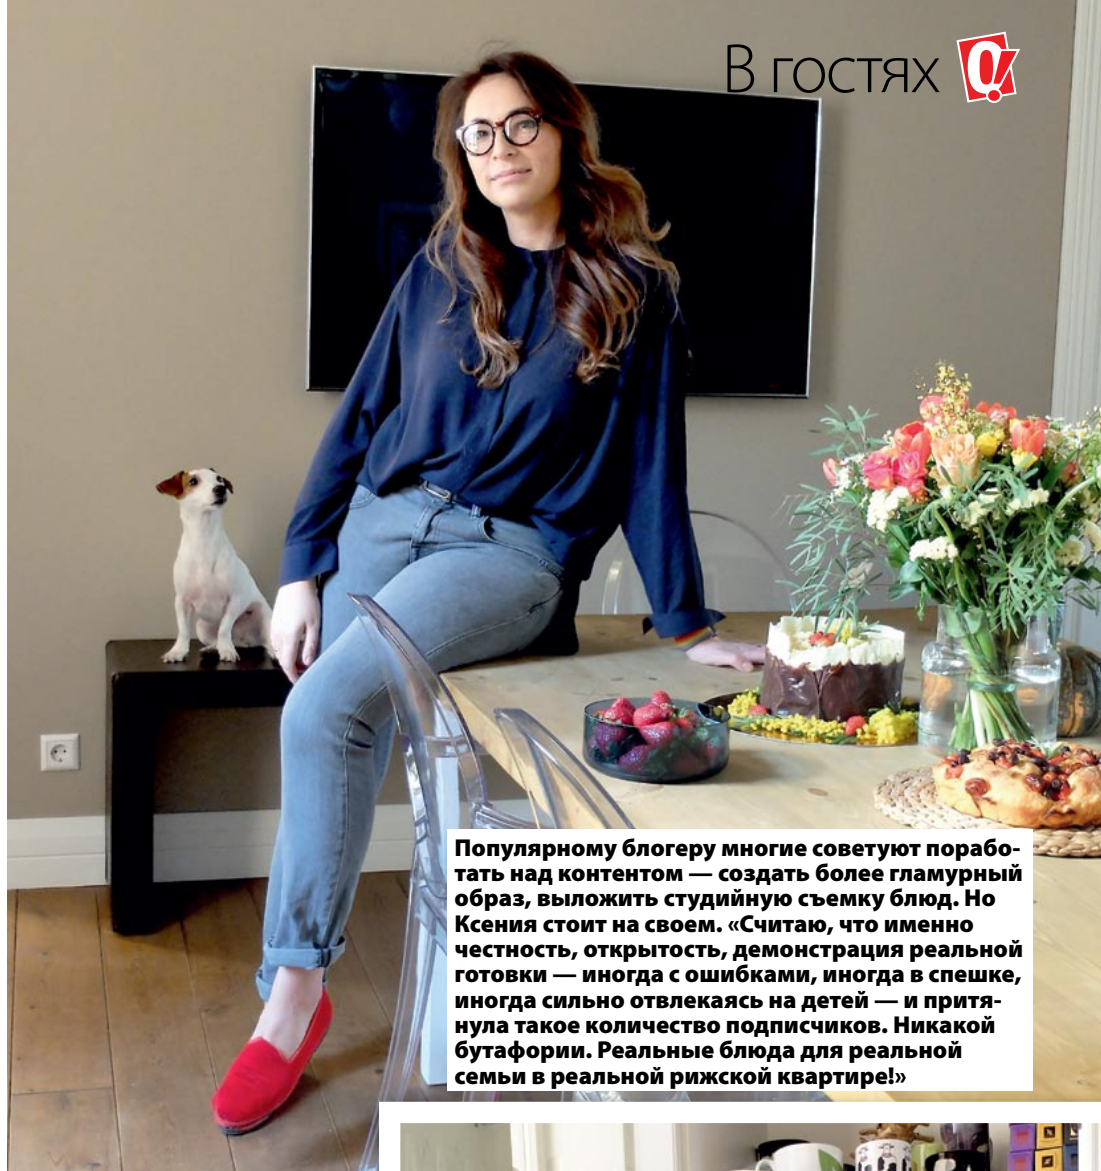 В гостях О!
Популярному блогеру многие советуют порабо-
тать над контентом — создать более гламурный
образ, выложить студийную съемку блюд. Но
Ксения стоит на своем. «Считаю, что именно
честность, открытость, демонстрация реальной
готовки — иногда с ошибками, иногда в спешке,
иногда сильно отвлекаясь на детей — и притя-
нула такое количество подписчиков. Никакой
бутафории. Реальные блюда для реальной
семьи в реальной рижской квартире!»